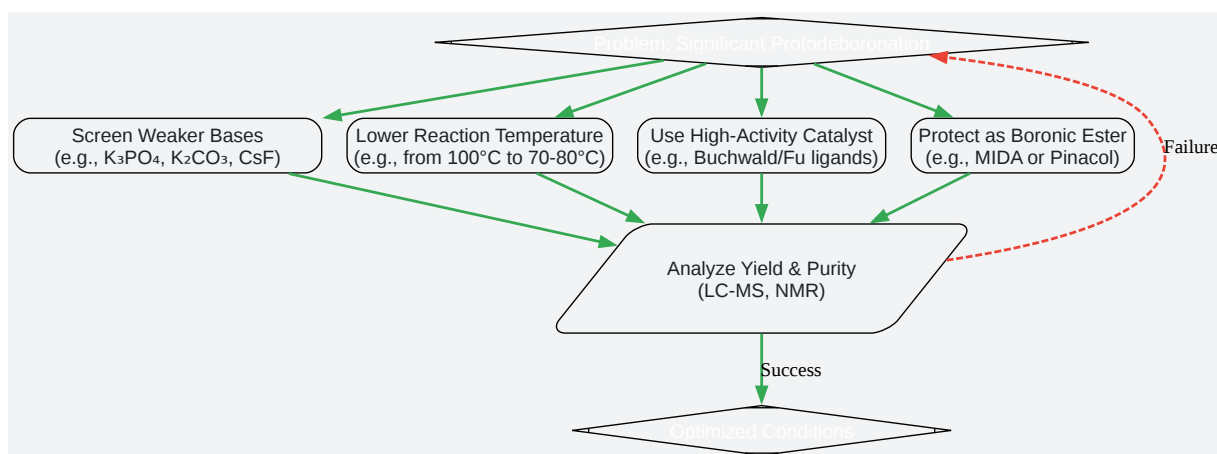 Problem: Significant Protodeboronation
Screen Weaker Bases
(e.g., K₃PO₄, K₂CO₃, CsF)
Lower Reaction Temperature
(e.g., from 100°C to 70-80°C)
Use High-Activity Catalyst
(e.g., Buchwald/Fu ligands)
Protect as Boronic Ester
(e.g., MIDA or Pinacol)
Failure
Analyze Yield & Purity
(LC-MS, NMR)
Success
Optimized Conditions